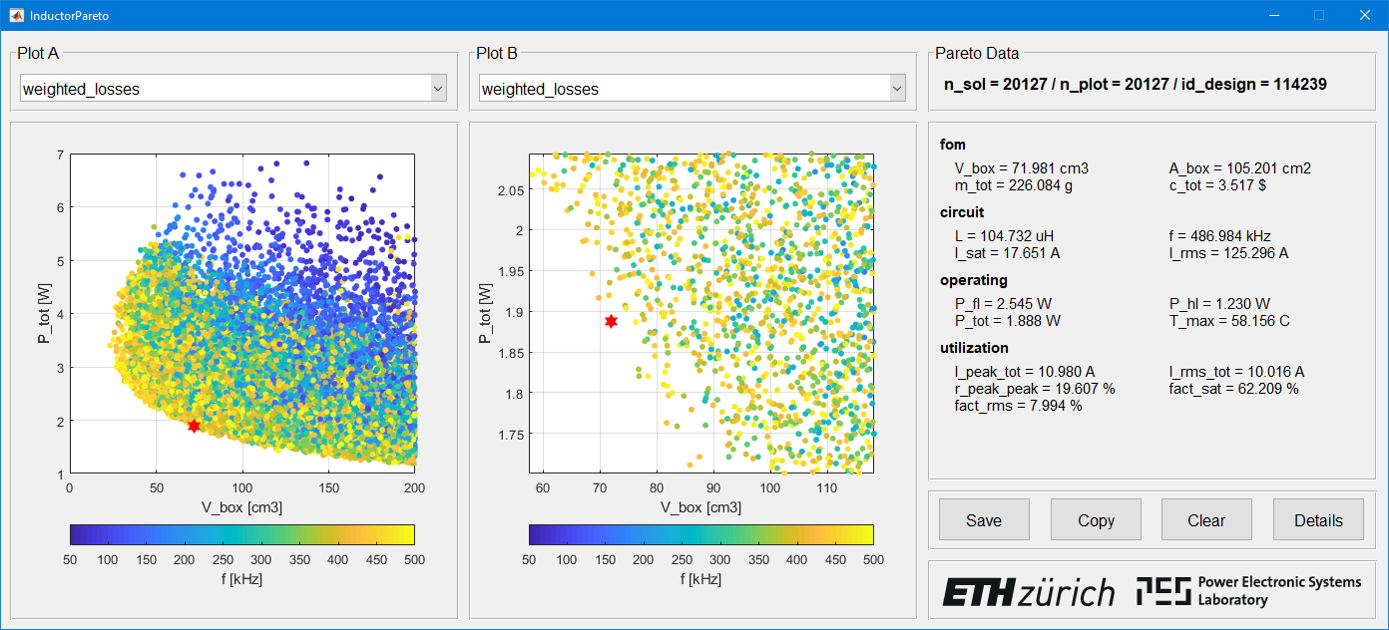 InductorPareto
Plot A
weighted_losses
7
6
5
4
3
2
1
P_tot [W]
0 50 100 150 200
V_box [cm3]
50 100 150 200 250 300 350 400 450 500
f [kHz]
Plot B
weighted_losses
2.05
2
1.95
1.9
1.85
1.8
1.75
P_tot [W]
60 70 80 90 100 110
V_box [cm3]
50 100 150 200 250 300 350 400 450 500
f [kHz]
Pareto Data
n_sol = 20127 / n_plot = 20127 / id_design = 114239
fom
V_box = 71.981 cm3 A_box = 105.201 cm2
m_tot = 226.084 g c_tot = 3.517 $
circuit
L = 104.732 uH f = 486.984 kHz
I_sat = 17.651 A I_rms = 125.296 A
operating
P_fl = 2.545 W P_hl = 1.230 W
P_tot = 1.888 W T_max = 58.156 C
utilization
I_peak_tot = 10.980 A I_rms_tot = 10.016 A
r_peak_peak = 19.607 % fact_sat = 62.209 %
fact_rms = 7.994 %
Save Copy Clear Details
ETH zürich PES Power Electronic Systems
Laboratory